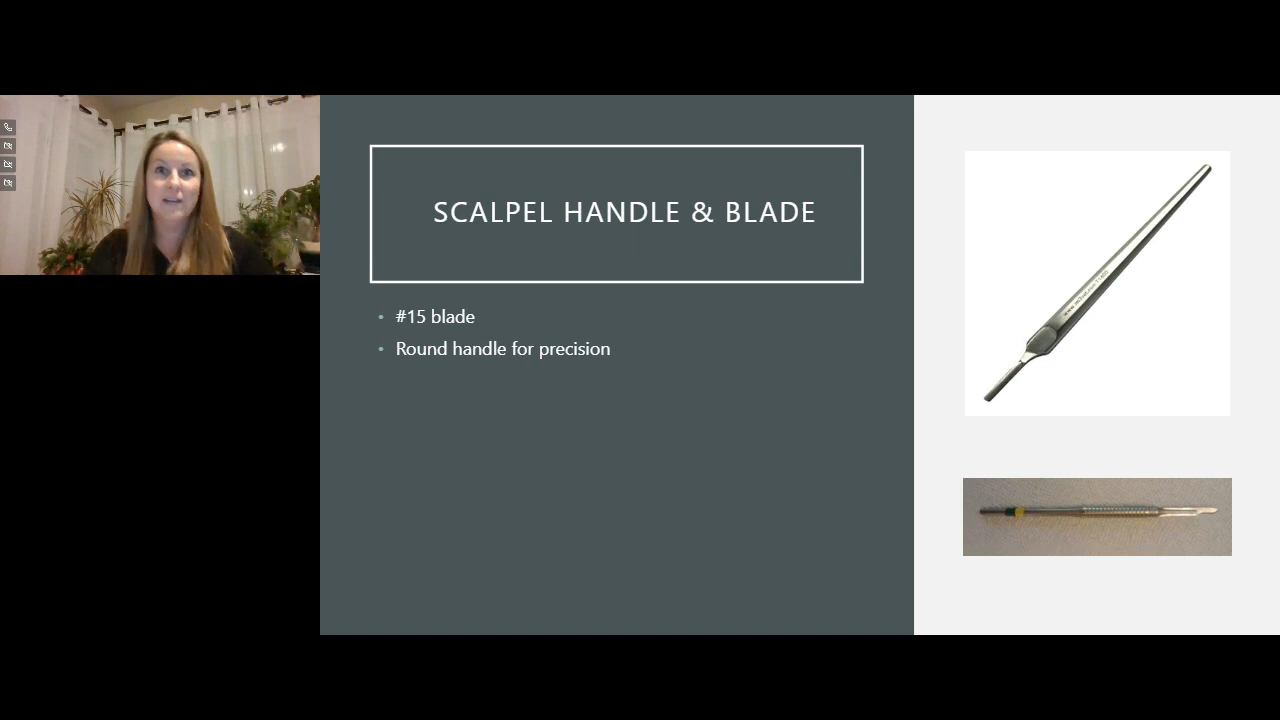 SCALPEL HANDLE & BLADE
• #15 blade
• Round handle for precision